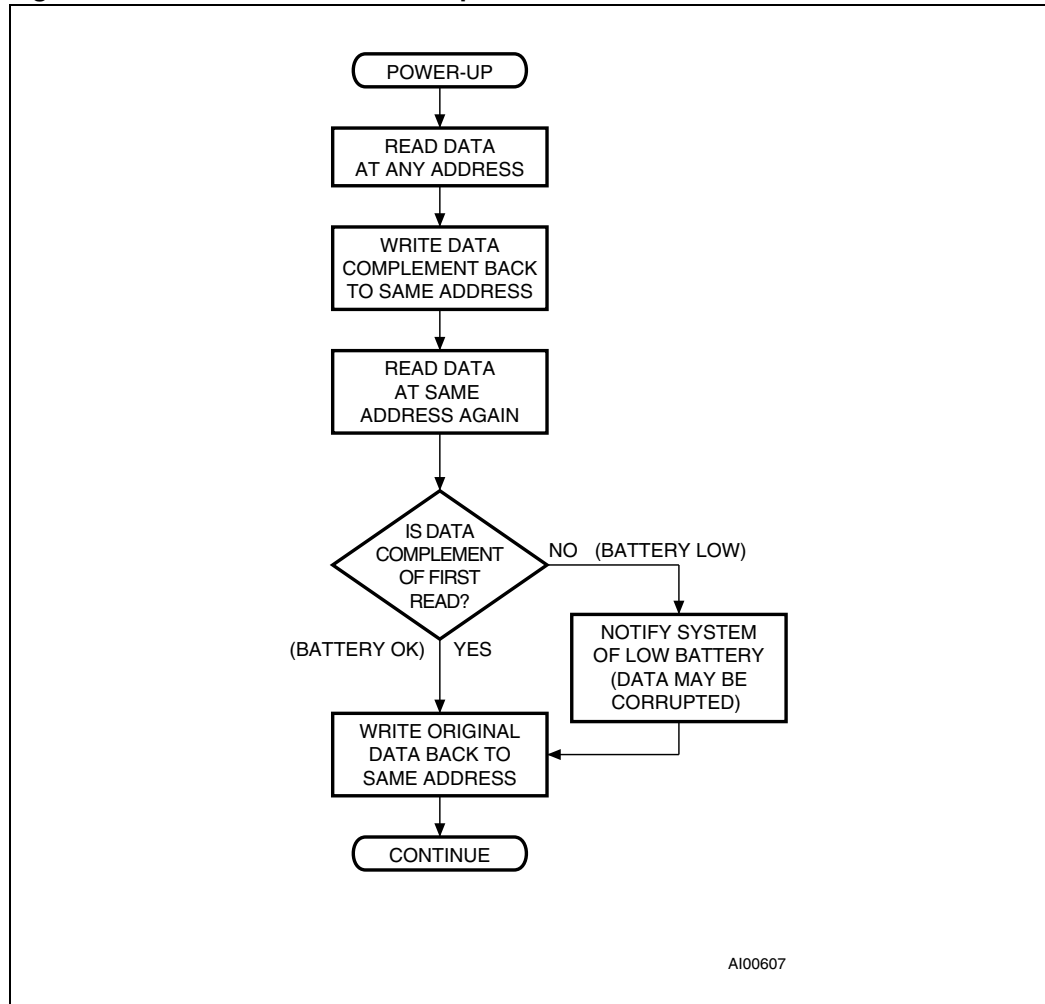 POWER-UP
READ DATA
AT ANY ADDRESS
WRITE DATA
COMPLEMENT BACK
TO SAME ADDRESS
READ DATA
AT SAME
ADDRESS AGAIN
IS DATA
COMPLEMENT
OF FIRST
READ?
NO (BATTERY LOW)
NOTIFY SYSTEM
OF LOW BATTERY
(DATA MAY BE
CORRUPTED)
(BATTERY OK) YES
WRITE ORIGINAL
DATA BACK TO
SAME ADDRESS
CONTINUE
AI00607